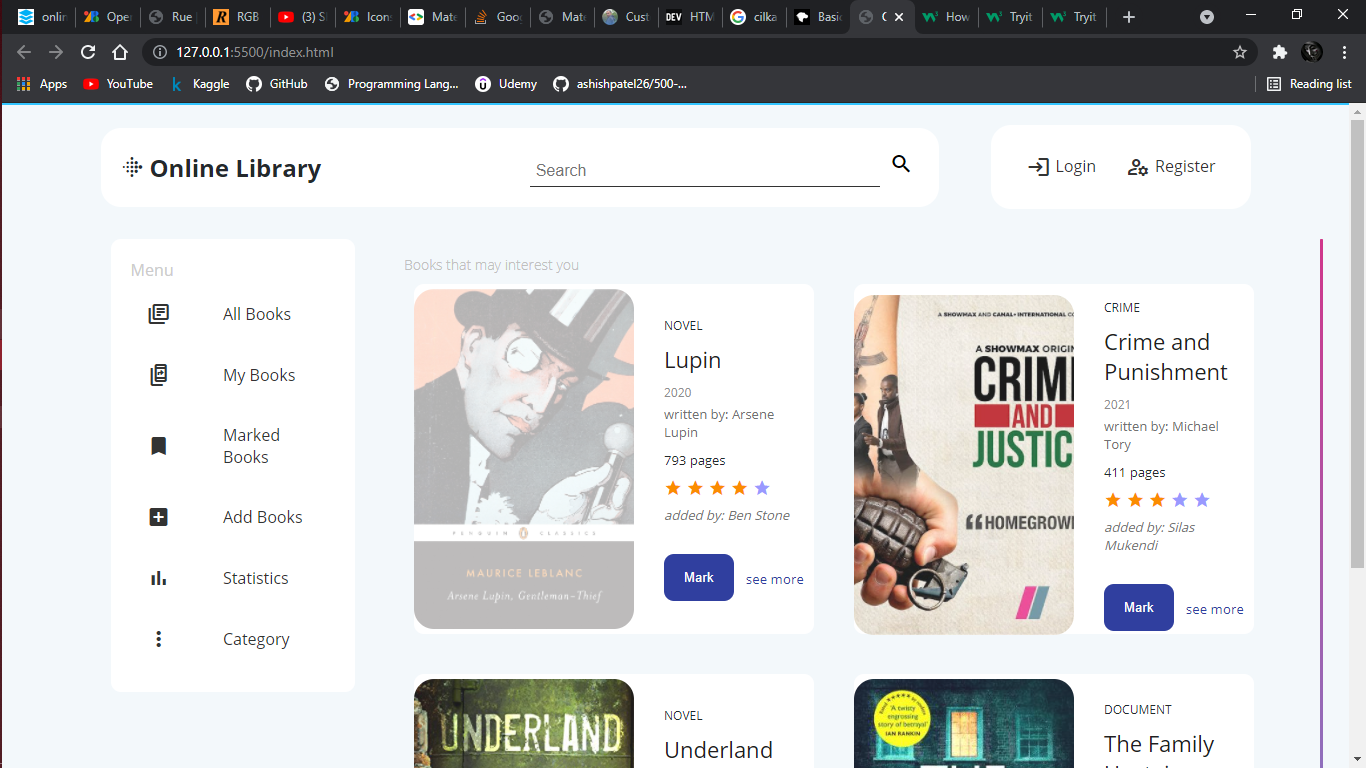 onlin
Oper
Rue
RGB
(3) S
Icon
Mate
Goo
Mate
Cust
HTM
cilka
Basic
How
Tryit
Tryit
127.0.0.1:5500/index.html
Apps
YouTube
Kaggle
GitHub
Programming Lang...
Udemy
ashishpatel26/500-...
Reading list
Online Library
Search
Login
Register
Menu
All Books
My Books
Marked
Books
Add Books
Statistics
Category
Books that may interest you
PENGUIN CLASSICS
MAURICE LEBLANC
Arsene Lupin, Gentleman-Thief
NOVEL
Lupin
2020
written by: Arsene
Lupin
793 pages
added by: Ben Stone
Mark
see more
A SHOWMAX AND CANAL+ INTERNATIONAL CO
A SHOWMAX ORIGIN
CRIM
AND
JUSTIC
“HOMEGROWN
CRIME
Crime and
Punishment
2021
written by: Michael
Tory
411 pages
added by: Silas
Mukendi
Mark
see more
UNDERLAND
NOVEL
Underland
'A twisty
engrossing
story of betrayal'
IAN RANKIN
DOCUMENT
The Family